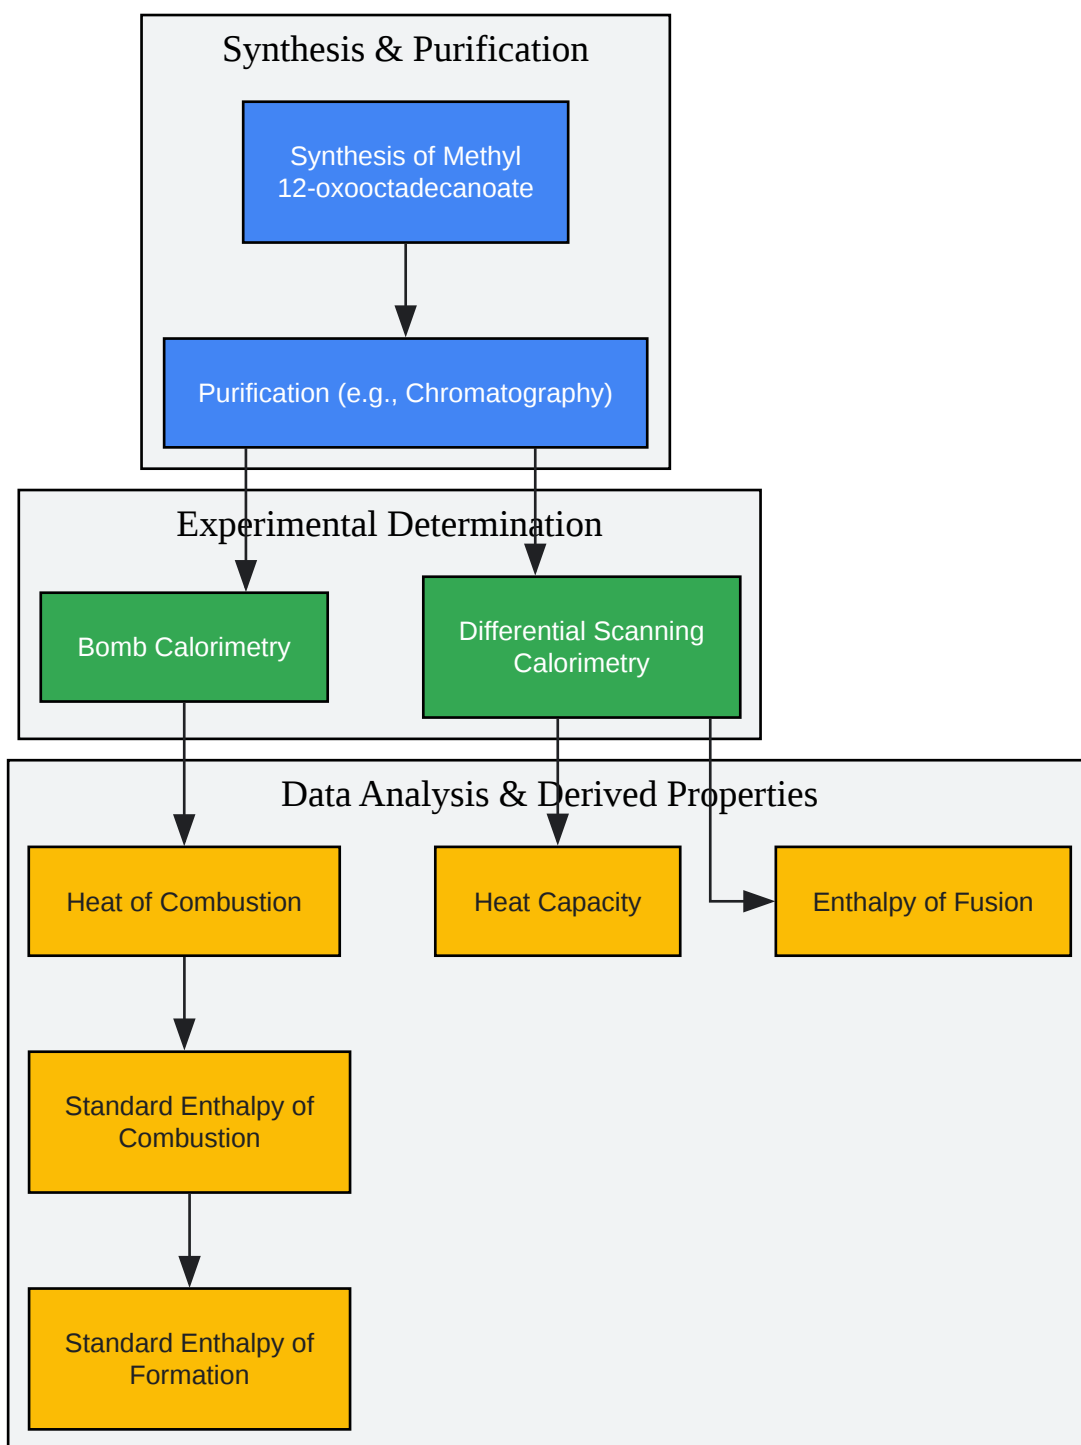 Synthesis & Purification
Synthesis of Methyl
12-oxooctadecanoate
Purification (e.g., Chromatography)
Experimental Determination
Bomb Calorimetry
Differential Scanning
Calorimetry
Data Analysis & Derived Properties
Heat of Combustion
Heat Capacity
Enthalpy of Fusion
Standard Enthalpy of
Combustion
Standard Enthalpy of
Formation